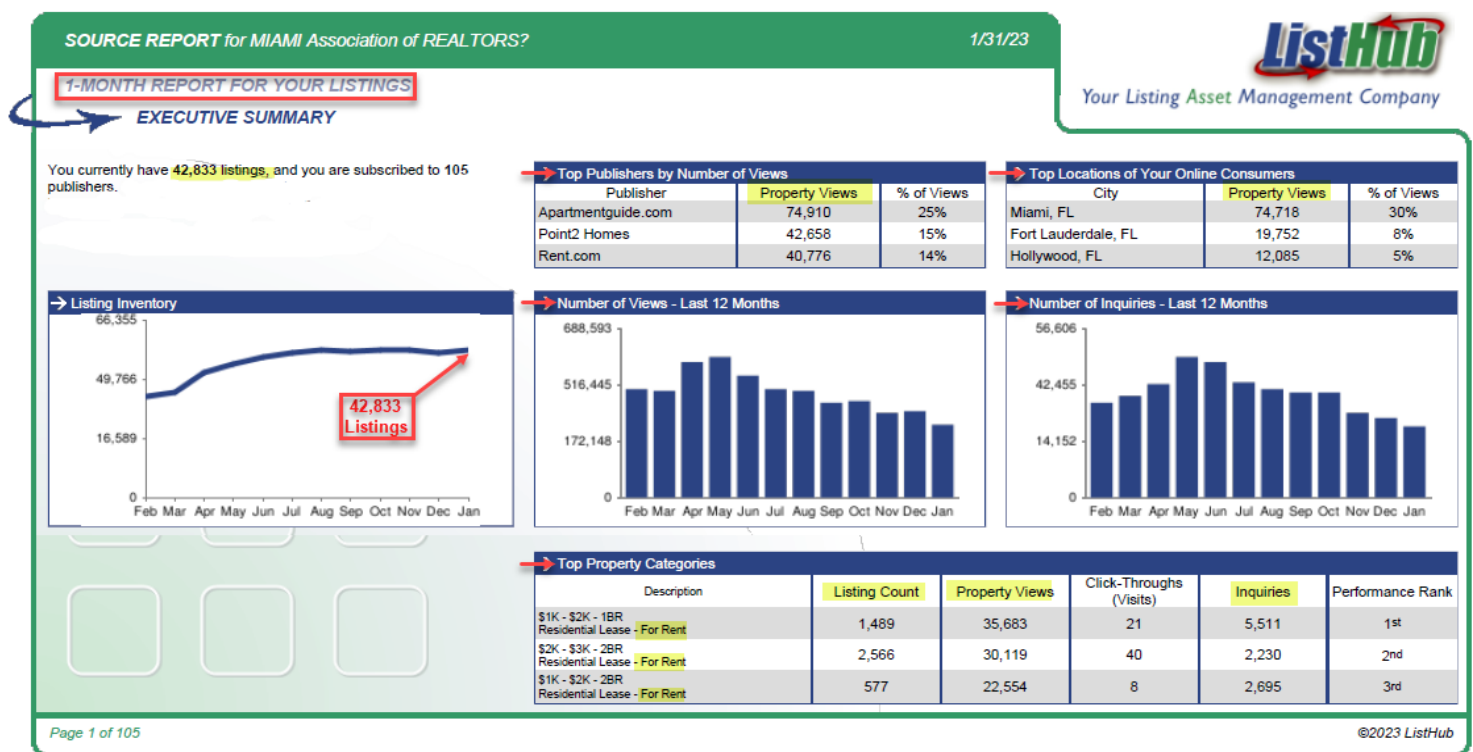 SOURCE REPORT for MIAMI Association of REALTORS?
1/31/23
ListHub
Your Listing Asset Management Company
1-MONTH REPORT FOR YOUR LISTINGS
EXECUTIVE SUMMARY
You currently have 42,833 listings, and you are subscribed to 105
publishers.
Top Publishers by Number of Views
Publisher Property Views % of Views
Apartmentguide.com 74,910 25%
Point2 Homes 42,658 15%
Rent.com 40,776 14%
Top Locations of Your Online Consumers
City Property Views % of Views
Miami, FL 74,718 30%
Fort Lauderdale, FL 19,752 8%
Hollywood, FL 12,085 5%
Listing Inventory
66,355
49,766
16,589
0
42,833
Listings
Feb Mar Apr May Jun Jul Aug Sep Oct Nov Dec Jan
Number of Views - Last 12 Months
688,593
516,445
172,148
0
Feb Mar Apr May Jun Jul Aug Sep Oct Nov Dec Jan
Number of Inquiries - Last 12 Months
56,606
42,455
14,152
0
Feb Mar Apr May Jun Jul Aug Sep Oct Nov Dec Jan
Top Property Categories
Description Listing Count Property Views Click-Throughs (Visits) Inquiries Performance Rank
$1K - $2K - 1BR
Residential Lease - For Rent 1,489 35,683 21 5,511 1st
$2K - $3K - 2BR
Residential Lease - For Rent 2,566 30,119 40 2,230 2nd
$1K - $2K - 2BR
Residential Lease - For Rent 577 22,554 8 2,695 3rd
Page 1 of 105
©2023 ListHub